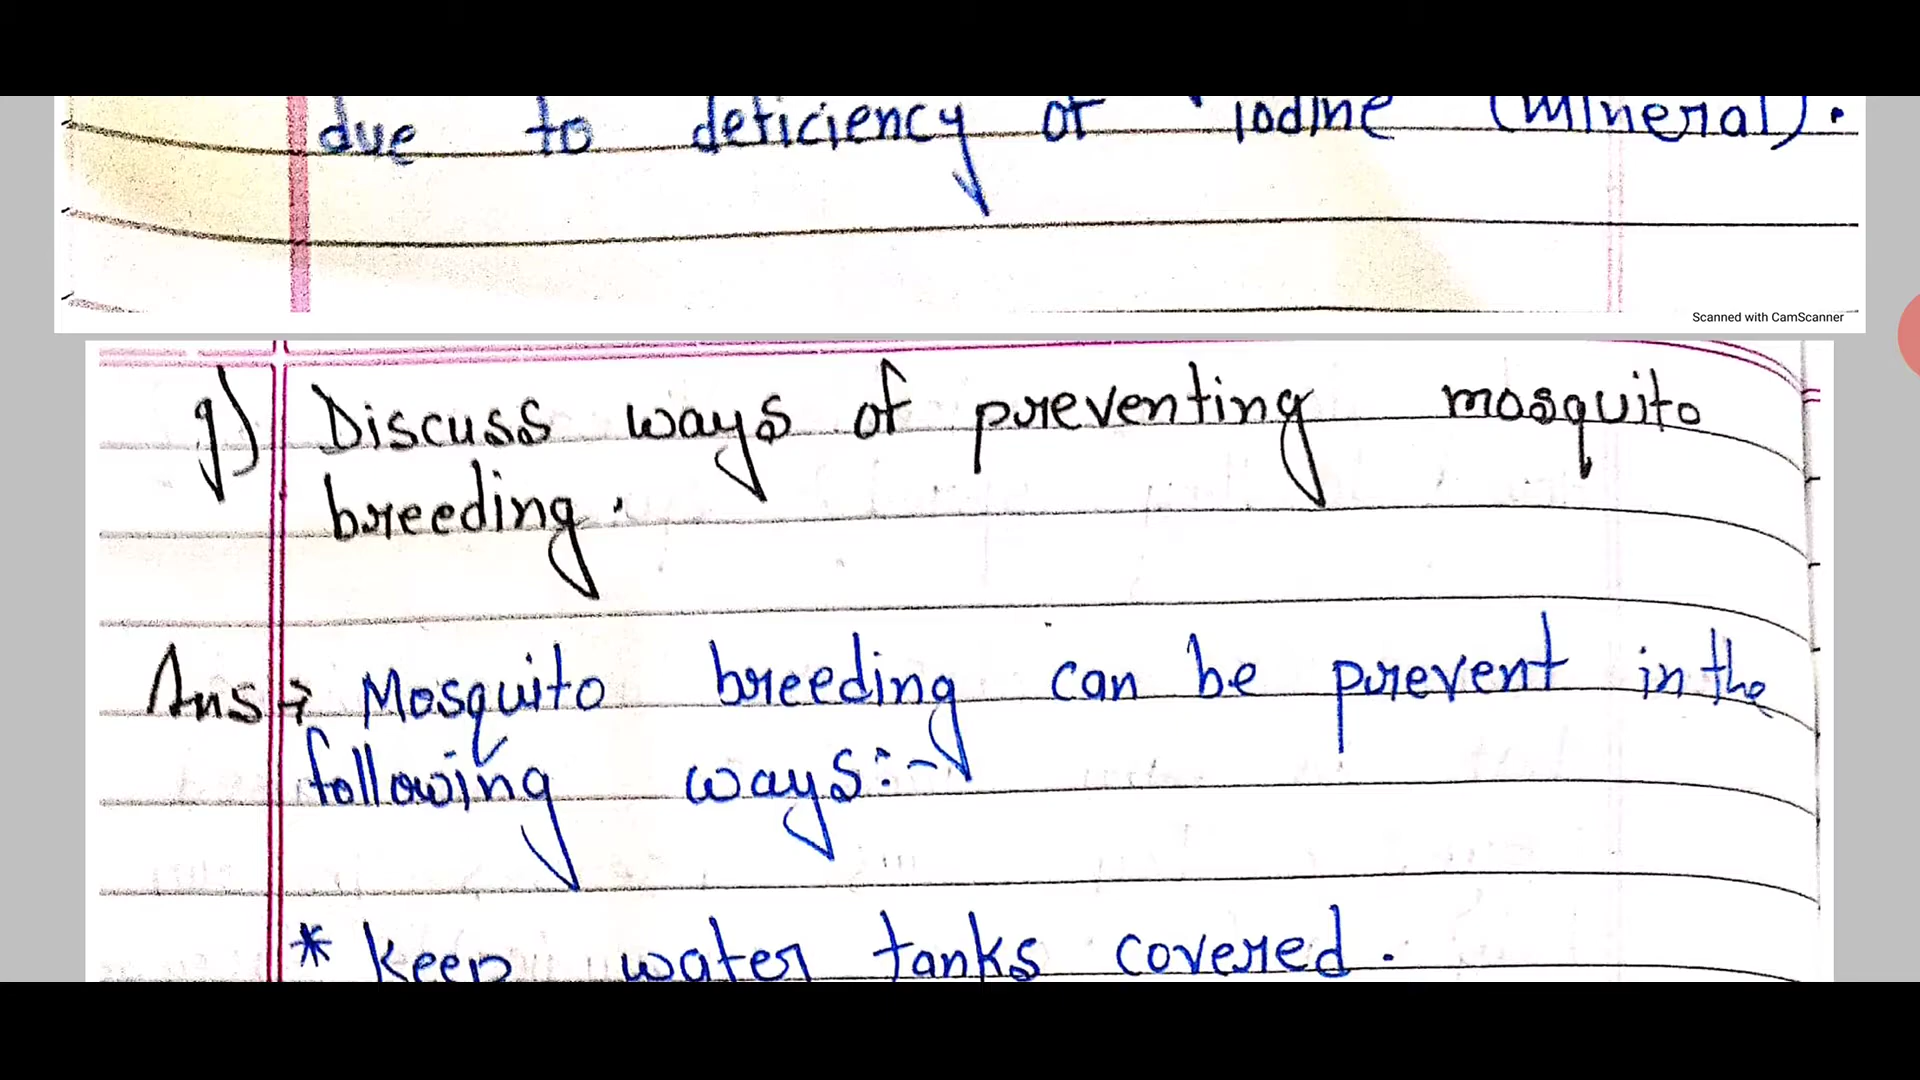 due to deficiency of iodine (mineral).
Scanned with CamScanner
g) Discuss ways of preventing mosquito
breeding.
Ans→ Mosquito breeding can be prevent in the
following ways:-
* Keep water tanks covered.